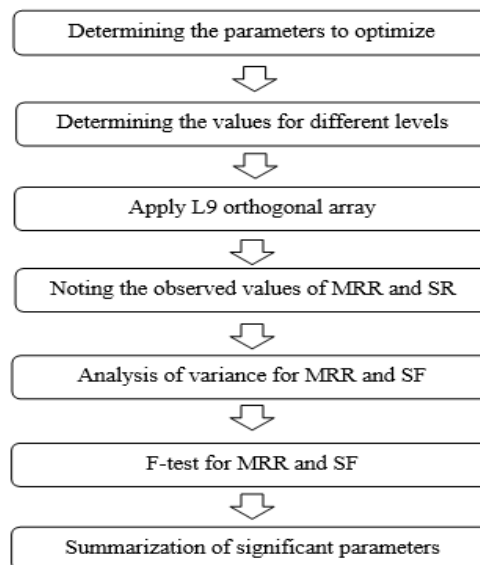 Determining the parameters to optimize
Determining the values for different levels
Apply L9 orthogonal array
Noting the observed values of MRR and SR
Analysis of variance for MRR and SF
F-test for MRR and SF
Summarization of significant parameters